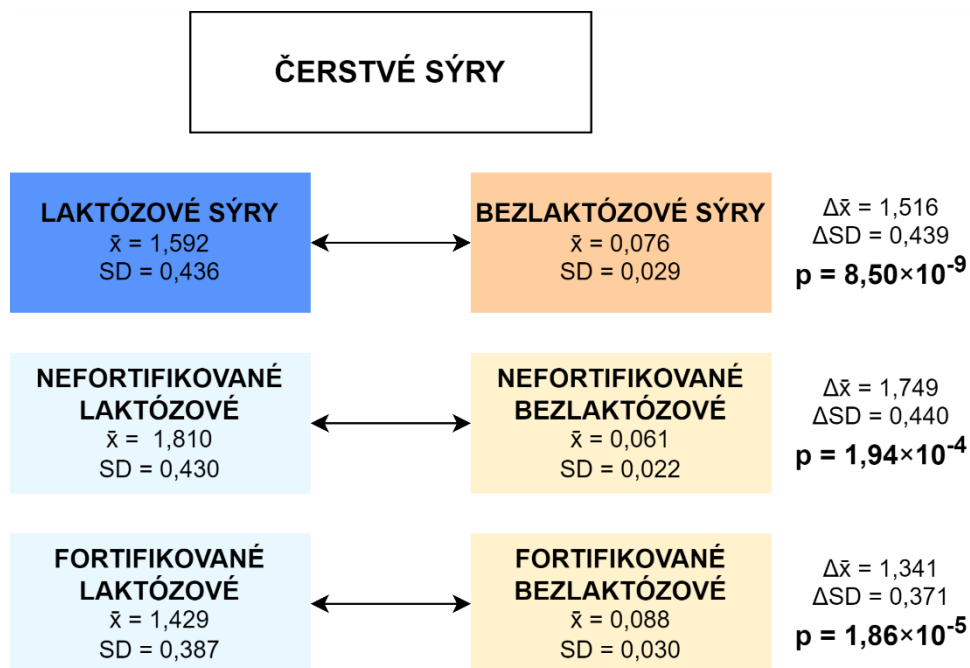 ČERSTVÉ SÝRY
LAKTÓZOVÉ SÝRY
x̄ = 1,592
SD = 0,436
BEZLAKTÓZOVÉ SÝRY
x̄ = 0,076
SD = 0,029
Δx̄ = 1,516
ΔSD = 0,439
p = 8,50×10⁻⁹
NEFORTIFIKOVANÉ
LAKTÓZOVÉ
x̄ = 1,810
SD = 0,430
NEFORTIFIKOVANÉ
BEZLAKTÓZOVÉ
x̄ = 0,061
SD = 0,022
Δx̄ = 1,749
ΔSD = 0,440
p = 1,94×10⁻⁴
FORTIFIKOVANÉ
LAKTÓZOVÉ
x̄ = 1,429
SD = 0,387
FORTIFIKOVANÉ
BEZLAKTÓZOVÉ
x̄ = 0,088
SD = 0,030
Δx̄ = 1,341
ΔSD = 0,371
p = 1,86×10⁻⁵